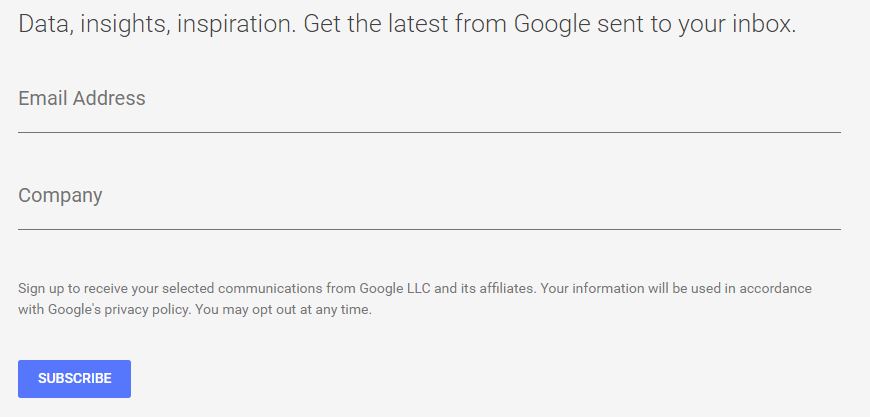 Data, insights, inspiration. Get the latest from Google sent to your inbox.
Email Address
Company
Sign up to receive your selected communications from Google LLC and its affiliates. Your information will be used in accordance
with Google's privacy policy. You may opt out at any time.
SUBSCRIBE